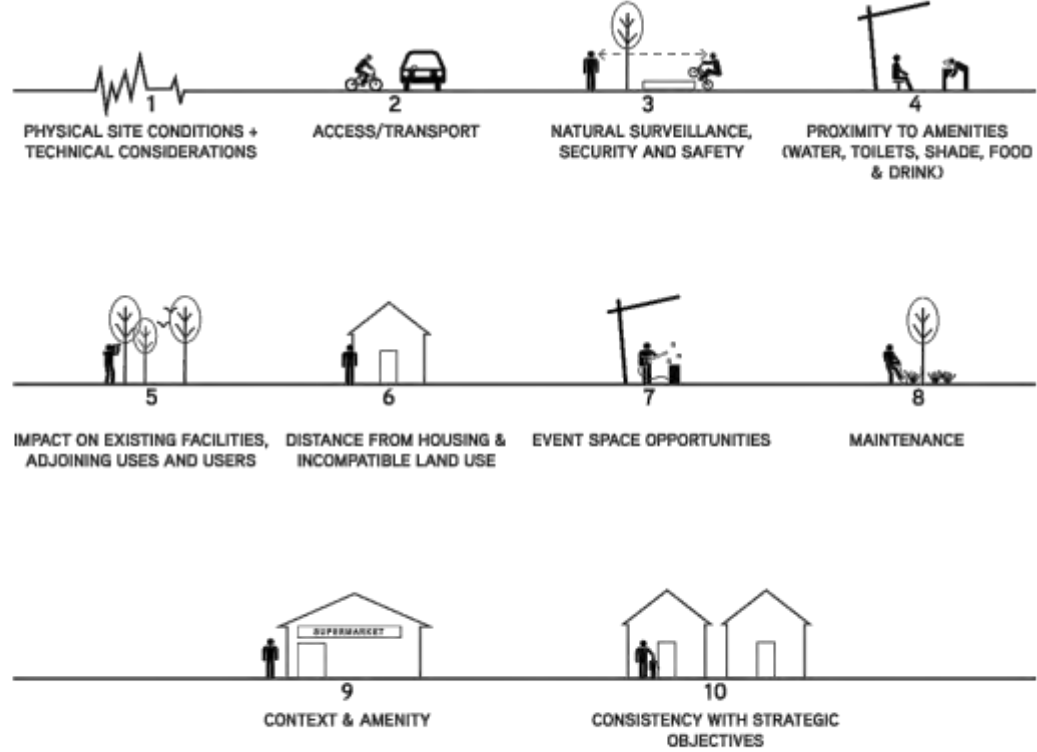 1
PHYSICAL SITE CONDITIONS +
TECHNICAL CONSIDERATIONS
2
ACCESS/TRANSPORT
3
NATURAL SURVEILLANCE,
SECURITY AND SAFETY
4
PROXIMITY TO AMENITIES
(WATER, TOILETS, SHADE, FOOD
& DRINK)
5
IMPACT ON EXISTING FACILITIES,
ADJOINING USES AND USERS
6
DISTANCE FROM HOUSING &
INCOMPATIBLE LAND USE
7
EVENT SPACE OPPORTUNITIES
8
MAINTENANCE
SUPERMARKET
9
CONTEXT & AMENITY
10
CONSISTENCY WITH STRATEGIC
OBJECTIVES